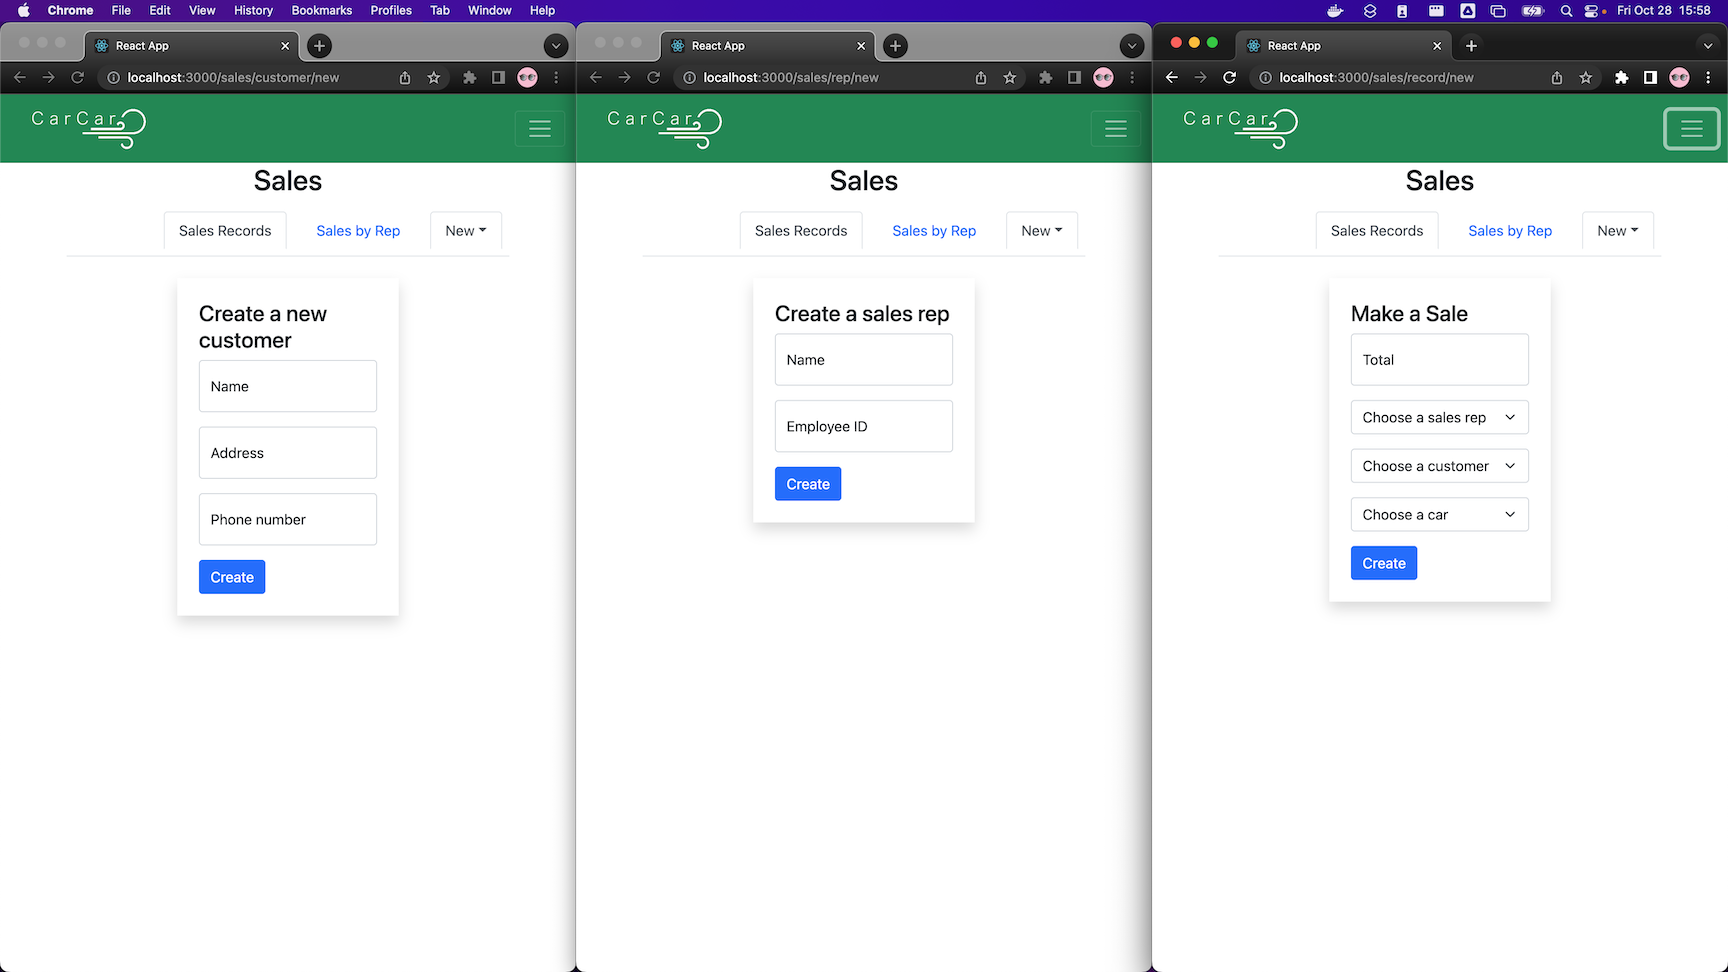 Chrome File Edit View History Bookmarks Profiles Tab Window Help Fri Oct 28 15:58
React App
localhost:3000/sales/customer/new
CarCar
Sales
Sales Records Sales by Rep New
Create a new
customer
Name
Address
Phone number
Create
React App
localhost:3000/sales/rep/new
CarCar
Sales
Sales Records Sales by Rep New
Create a sales rep
Name
Employee ID
Create
React App
localhost:3000/sales/record/new
CarCar
Sales
Sales Records Sales by Rep New
Make a Sale
Total
Choose a sales rep
Choose a customer
Choose a car
Create